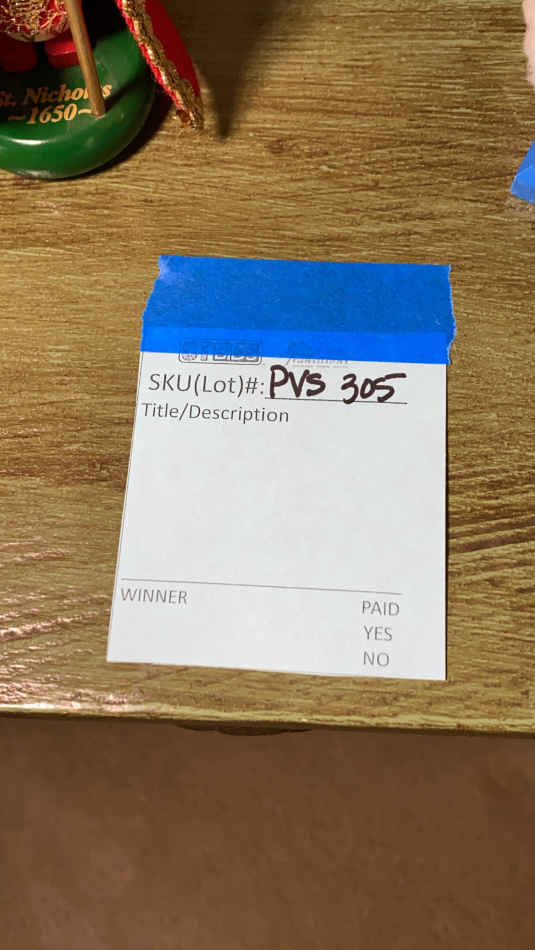 St. Nicholas
~1650~
SKU(Lot)#: PVS 305
Title/Description
WINNER
PAID
YES
NO